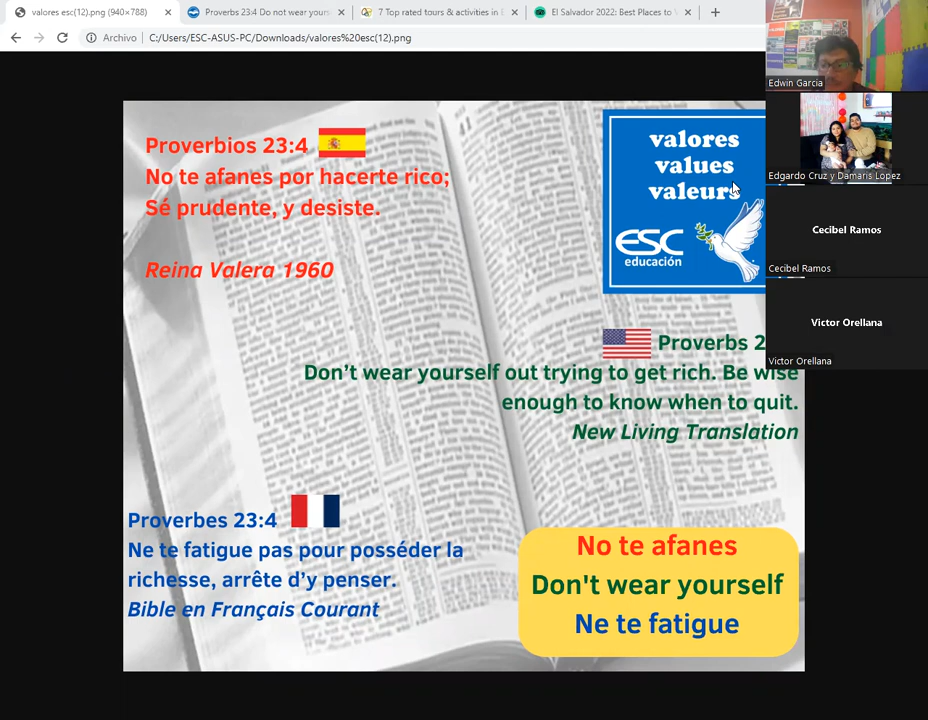 valores esc(12).png (940×788)
Proverbs 23:4 Do not wear yours
7 Top rated tours & activities in
El Salvador 2022: Best Places to
Archivo
C:/Users/ESC-ASUS-PC/Downloads/valores%20esc(12).png
Edwin Garcia
Edgardo Cruz y Damaris Lopez
Cecibel Ramos
Cecibel Ramos
Victor Orellana
Victor Orellana
Proverbios 23:4
No te afanes por hacerte rico;
Sé prudente, y desiste.
Reina Valera 1960
valores
values
valeurs
ESC
educación
Proverbs 2
Don’t wear yourself out trying to get rich. Be wise
enough to know when to quit.
New Living Translation
Proverbes 23:4
Ne te fatigue pas pour posséder la
richesse, arrête d’y penser.
Bible en Français Courant
No te afanes
Don't wear yourself
Ne te fatigue